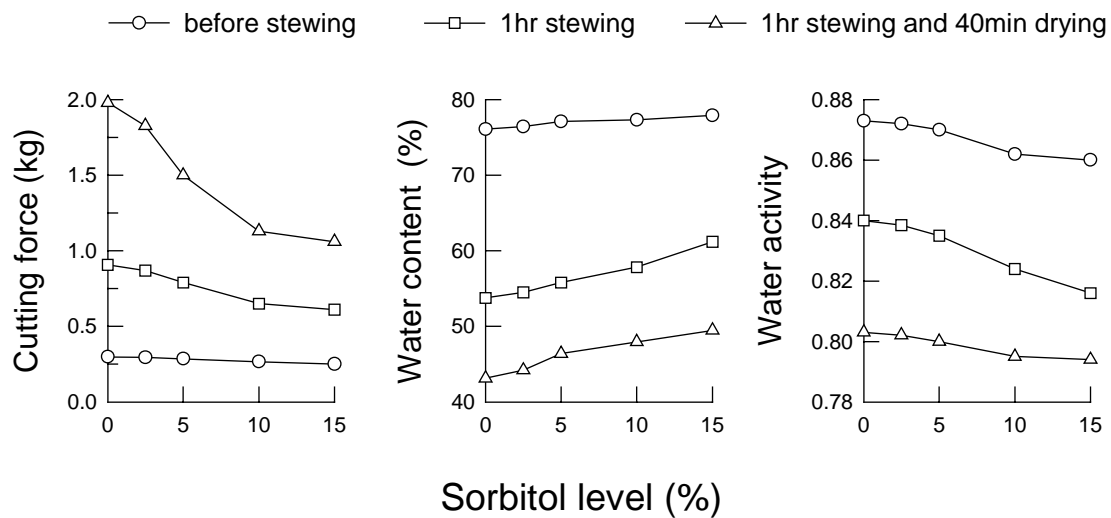 before stewing 1hr stewing 1hr stewing and 40min drying
Cutting force (kg)
2.0
1.5
1.0
0.5
0.0
0 5 10 15
Water content (%)
80
70
60
50
40
0 5 10 15
Water activity
0.88
0.86
0.84
0.82
0.80
0.78
0 5 10 15
Sorbitol level (%)